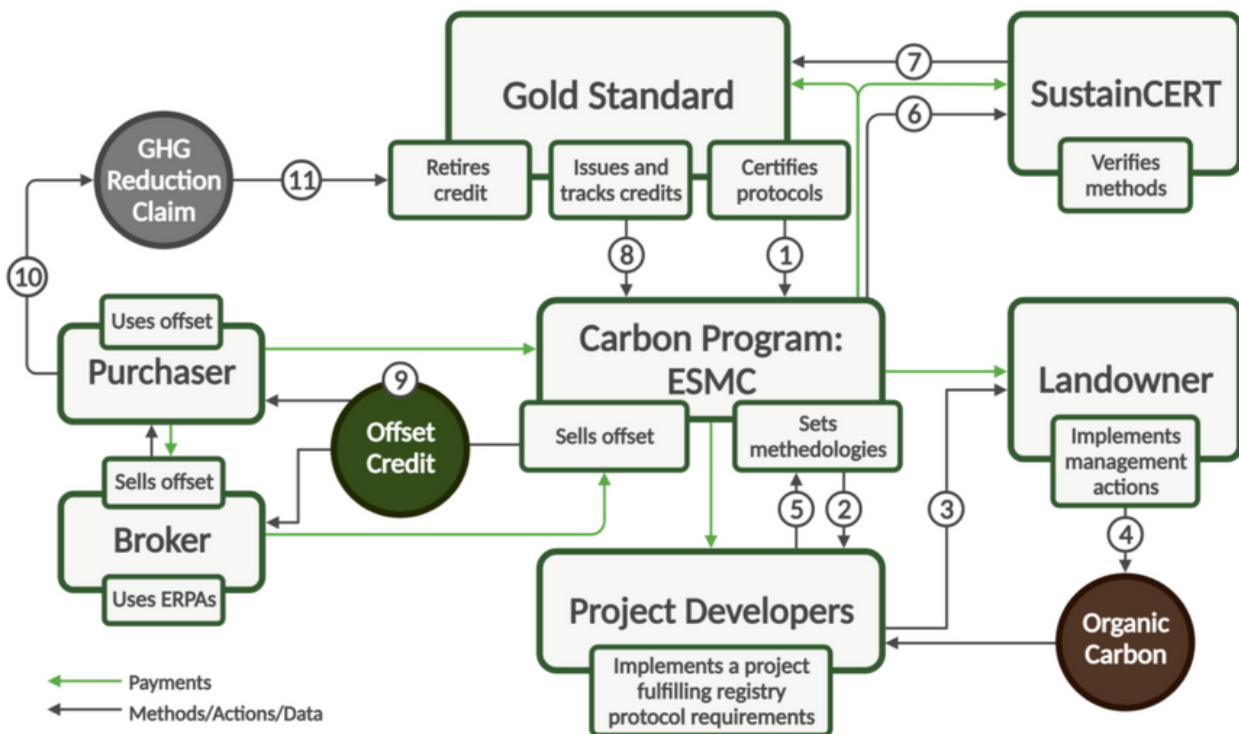 Gold Standard
Retires
credit
Issues and
tracks credits
Certifies
protocols
SustainCERT
Verifies
methods
7
6
GHG
Reduction
Claim
11
10
8
1
Uses offset
Purchaser
Sells offset
Broker
Uses ERPAs
9
Offset
Credit
Carbon Program:
ESMC
Sells offset
Sets
methedologies
Landowner
Implements
management
actions
5
2
3
4
Project Developers
Implements a project
fulfilling registry
protocol requirements
Organic
Carbon
Payments
Methods/Actions/Data